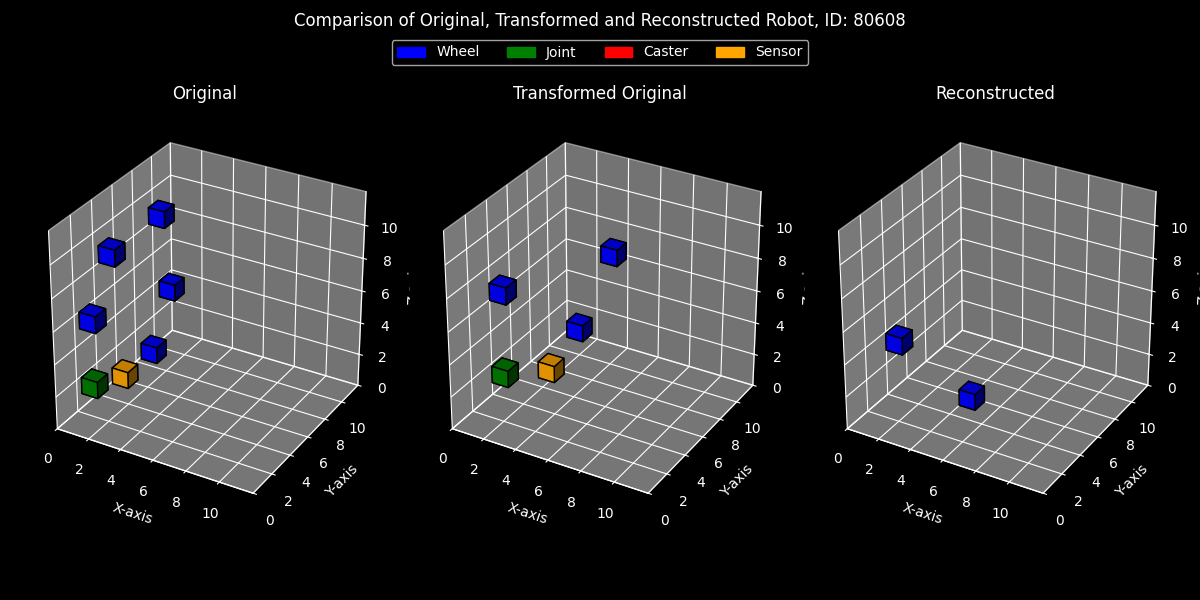 Comparison of Original, Transformed and Reconstructed Robot, ID: 80608
Wheel Joint Caster Sensor
Original Transformed Original Reconstructed
10 10 10
8 8 8
6 6 6
4 4 4
2 2 2
0 0 0
10 10 10
8 8 8
0 2 4 6 8 10 0 2 4 6 8 10 0 2 4 6 8 10
6 6 6
4 4 4
2 2 2
0 0 0
X-axis Y-axis X-axis Y-axis X-axis Y-axis